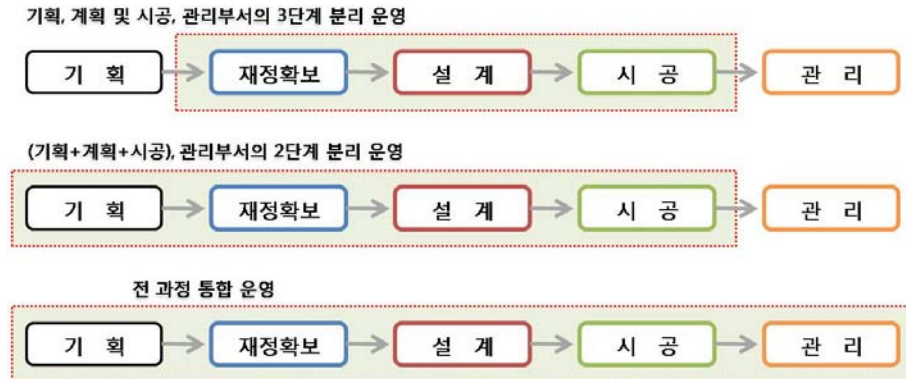 기획, 계획 및 시공, 관리부서의 3단계 분리 운영
기 획 재정확보 설 계 시 공 관 리
(기획+계획+시공), 관리부서의 2단계 분리 운영
기 획 재정확보 설 계 시 공 관 리
전 과정 통합 운영
기 획 재정확보 설 계 시 공 관 리